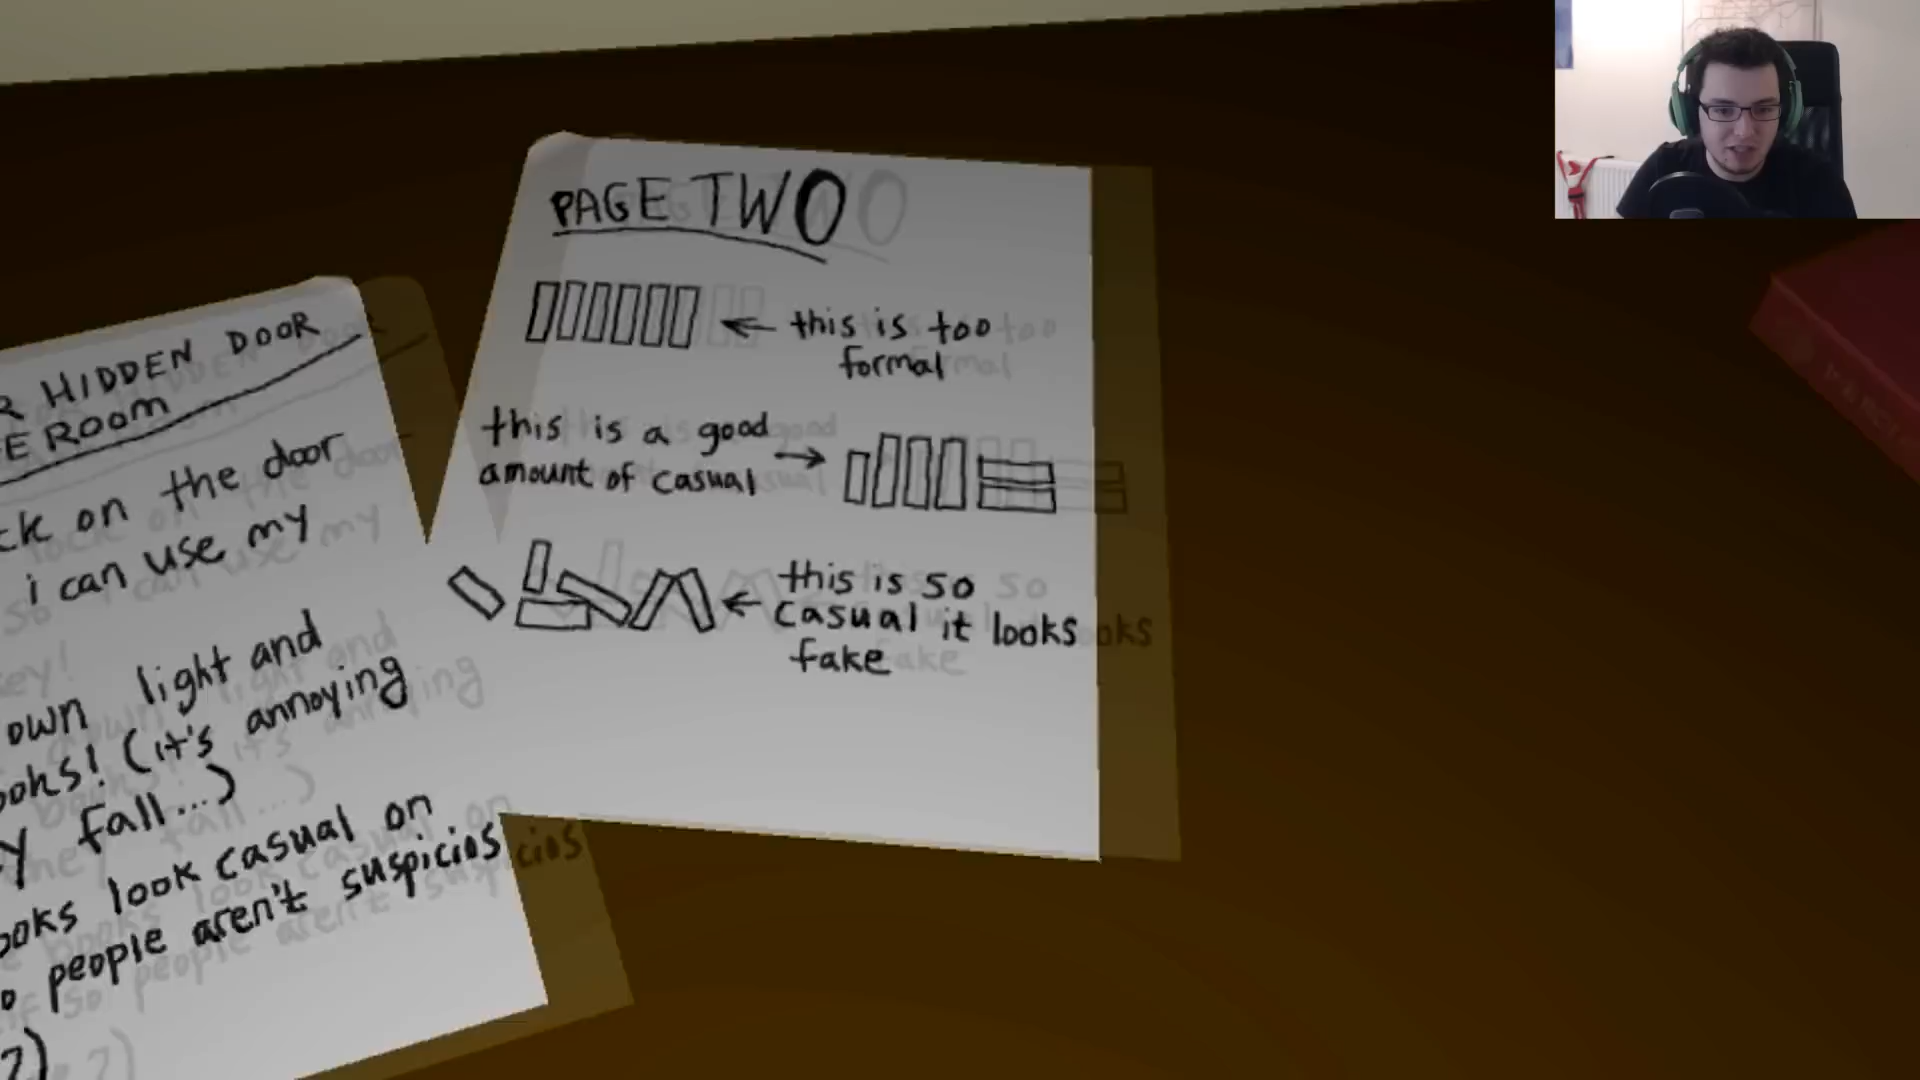 R HIDDEN DOOR
E ROOM
ck on the door
i can use my
own light and
ooks! (it's annoying
y fall...)
ooks look casual on
o people aren't suspicios
?)
PAGE TWO
this is too
formal
this is a good
amount of casual
this is so
casual it looks
fake